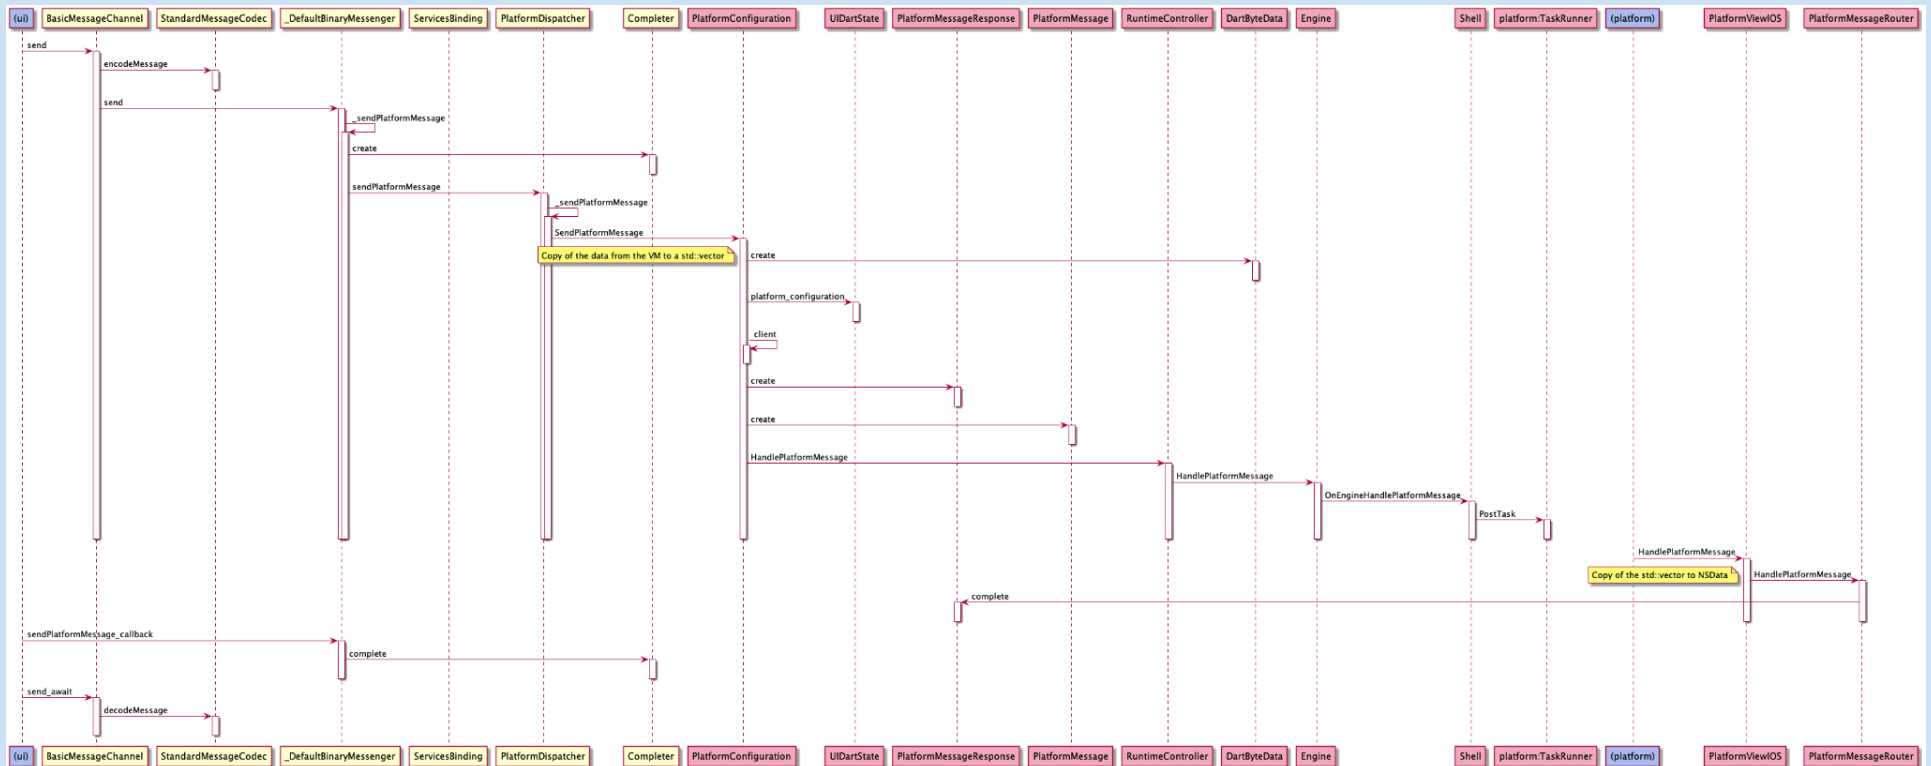 (ui) BasicMessageChannel StandardMessageCodec _DefaultBinaryMessenger ServicesBinding PlatformDispatcher Completer PlatformConfiguration UIDartState PlatformMessageResponse PlatformMessage RuntimeController DartByteData Engine Shell platform:TaskRunner (platform) PlatformViewIOS PlatformMessageRouter
send
encodeMessage
send
_sendPlatformMessage
create
sendPlatformMessage
_sendPlatformMessage
SendPlatformMessage
Copy of the data from the VM to a std::vector
create
platform_configuration
client
create
create
HandlePlatformMessage
HandlePlatformMessage
OnEngineHandlePlatformMessage
PostTask
HandlePlatformMessage
Copy of the std::vector to NSData
HandlePlatformMessage
complete
sendPlatformMessage_callback
complete
send_await
decodeMessage
(ui) BasicMessageChannel StandardMessageCodec _DefaultBinaryMessenger ServicesBinding PlatformDispatcher Completer PlatformConfiguration UIDartState PlatformMessageResponse PlatformMessage RuntimeController DartByteData Engine Shell platform:TaskRunner (platform) PlatformViewIOS PlatformMessageRouter